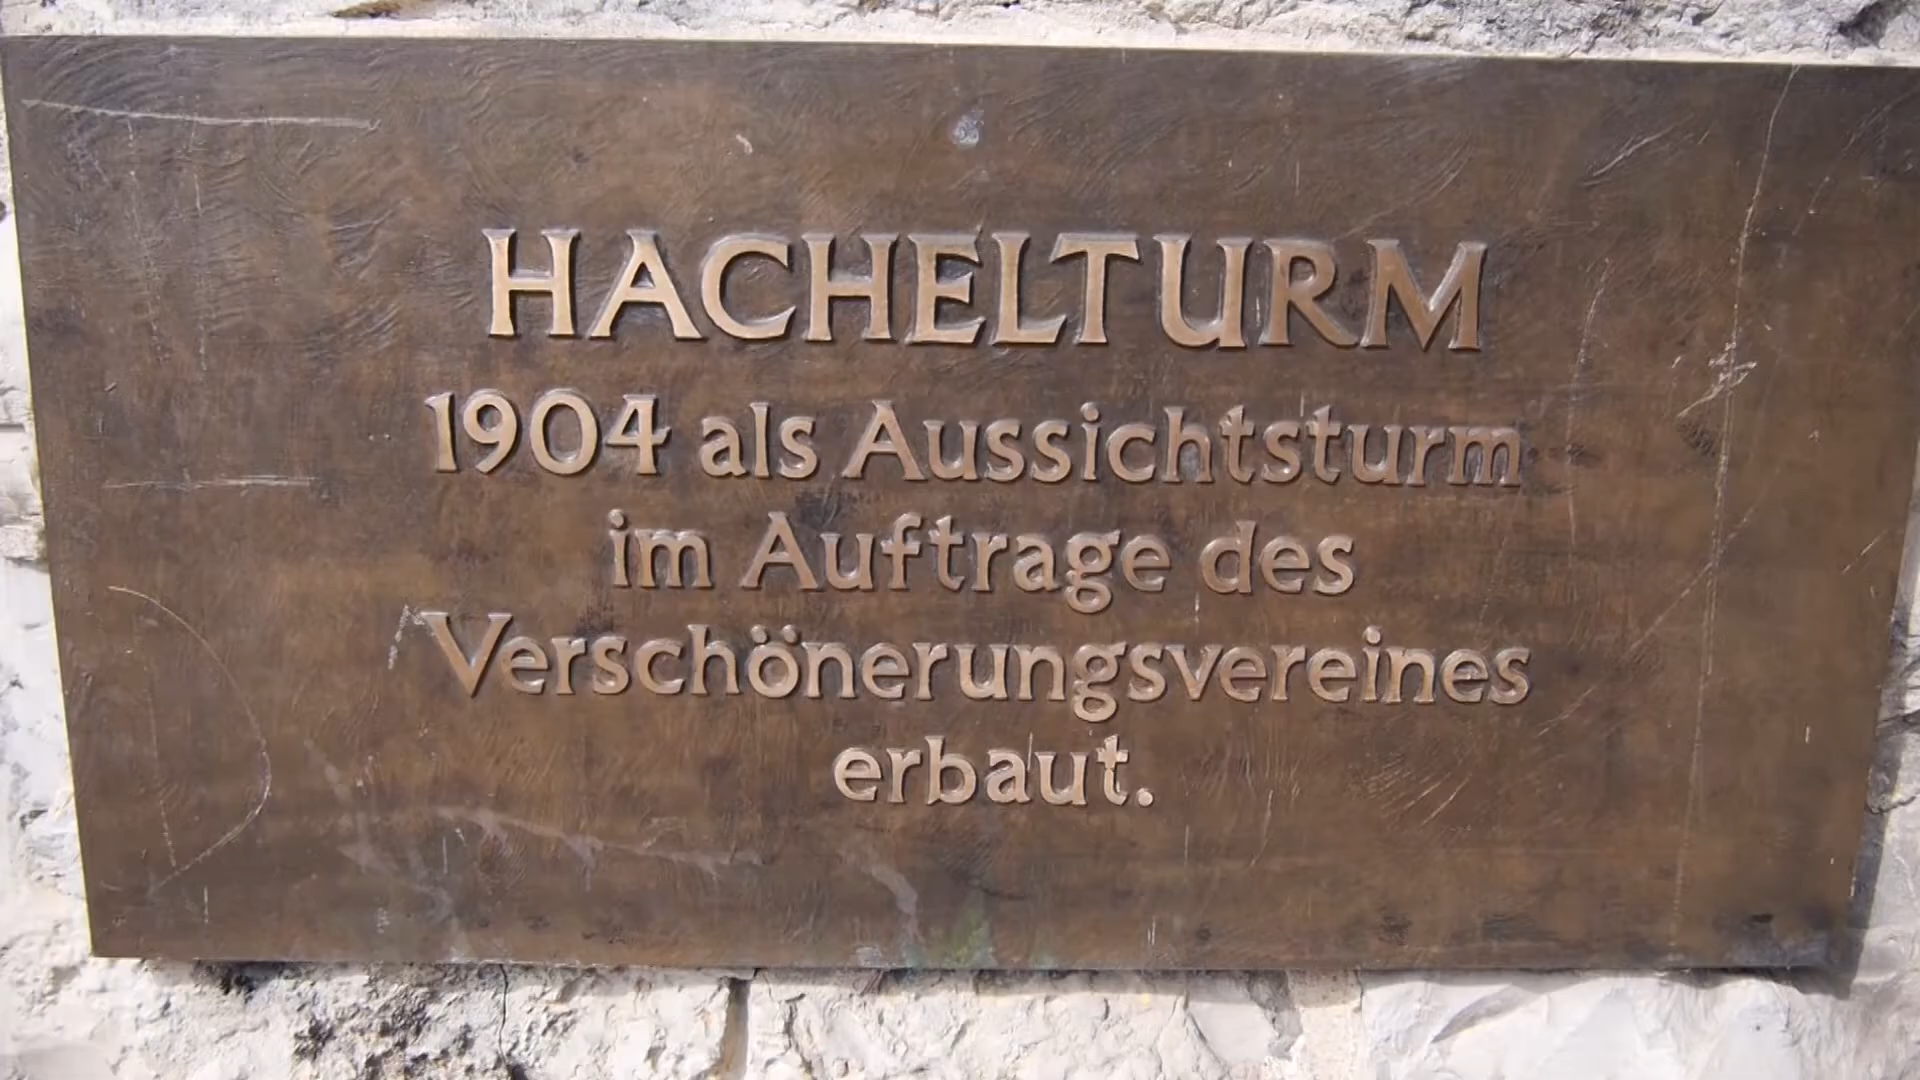 HACHELTURM
1904 als Aussichtsturm
im Auftrage des
Verschönerungsvereines
erbaut.